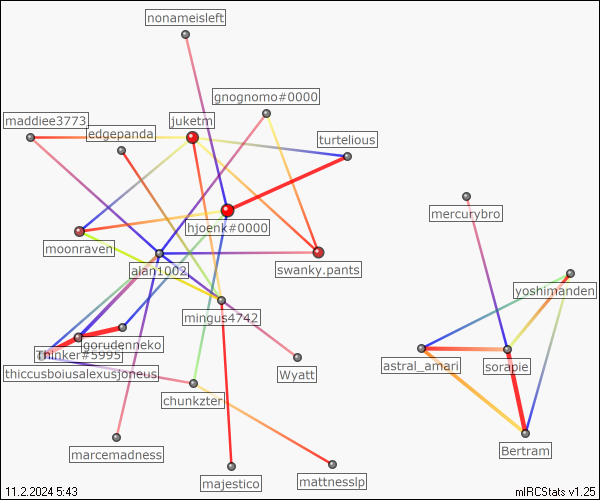 nonameisleft
gnognomo#0000
maddiee3773
juketm
edgepanda
turtelious
mercurybro
hjoenk#0000
moonraven
alan1002
swanky.pants
yoshimanden
mingus4742
gorudenneko
Thinker#5995
thiccusboiusalexusjoneus
Wyatt
astral_amari
sorapie
chunkzter
marcemadness
Bertram
majestico
mattnesslp
11.2.2024 5:43
mIRCStats v1.25